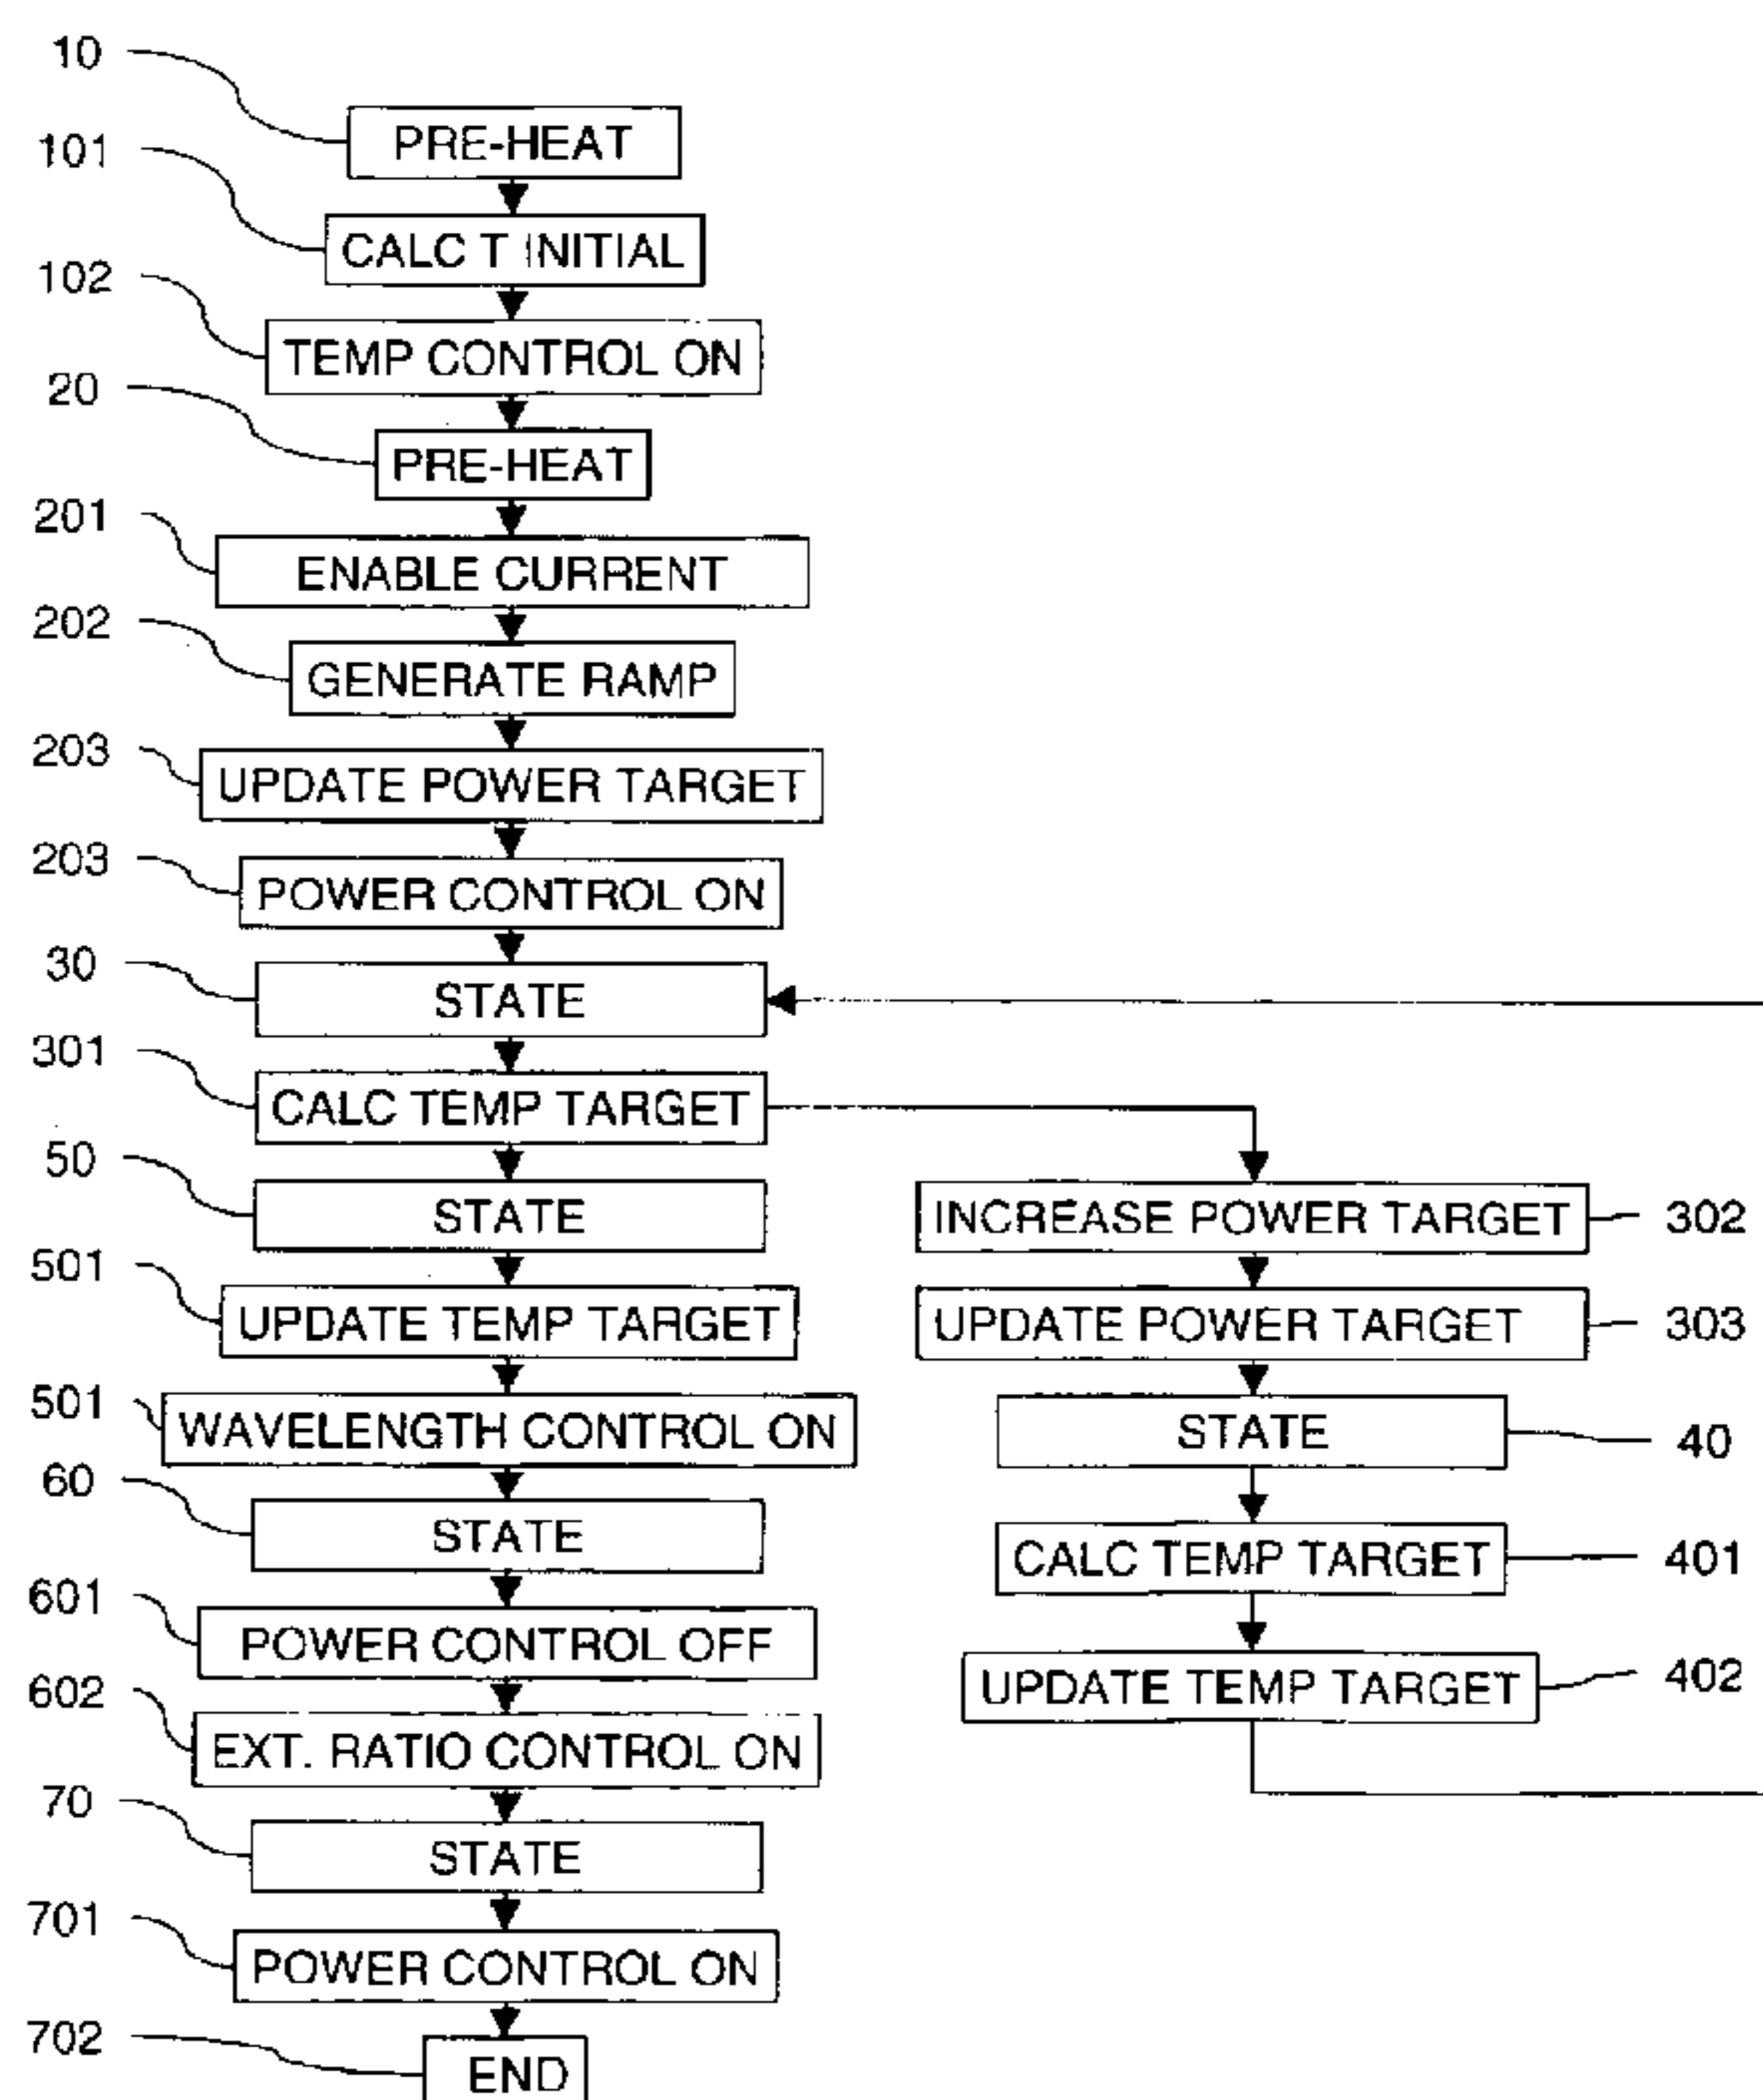 10
PRE-HEAT
101
CALC T INITIAL
102
TEMP CONTROL ON
20
PRE-HEAT
201
ENABLE CURRENT
202
GENERATE RAMP
203
UPDATE POWER TARGET
203
POWER CONTROL ON
30
STATE
301
CALC TEMP TARGET
50
STATE
501
UPDATE TEMP TARGET
501
WAVELENGTH CONTROL ON
60
STATE
601
POWER CONTROL OFF
602
EXT. RATIO CONTROL ON
70
STATE
701
POWER CONTROL ON
702
END
INCREASE POWER TARGET
302
UPDATE POWER TARGET
303
STATE
40
CALC TEMP TARGET
401
UPDATE TEMP TARGET
402